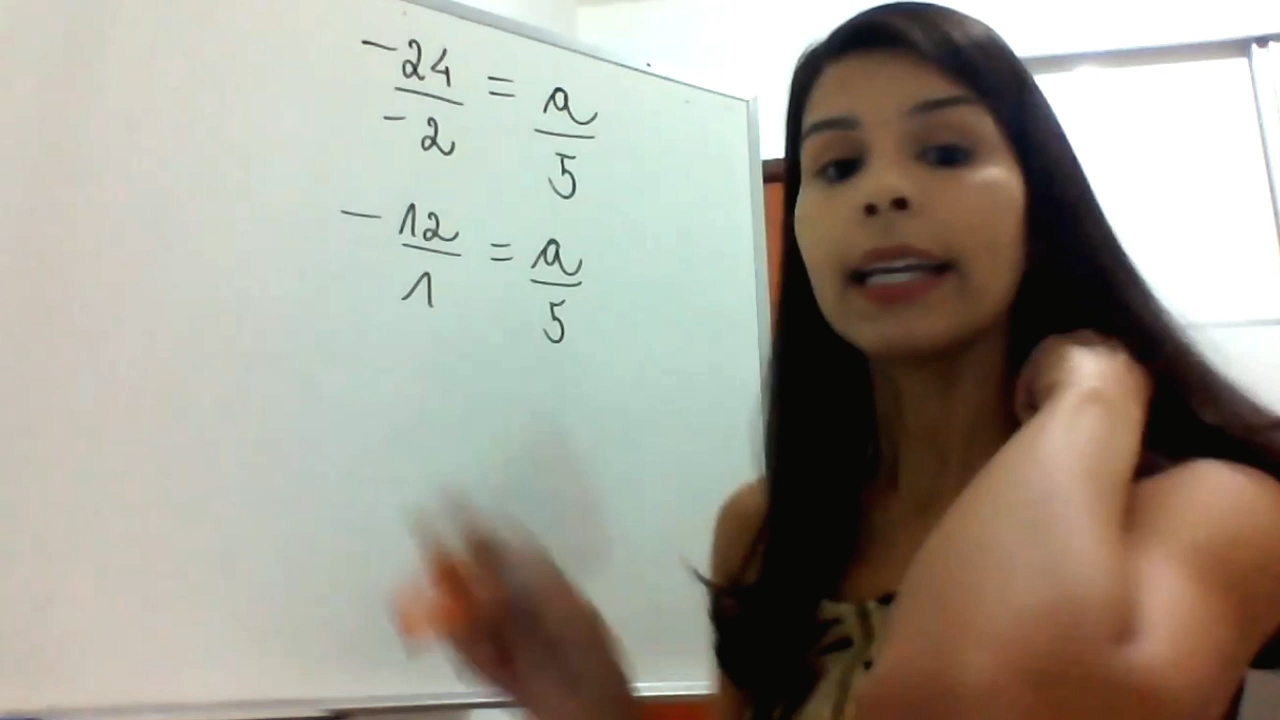 -24/-2 = a/5
-12/1 = a/5